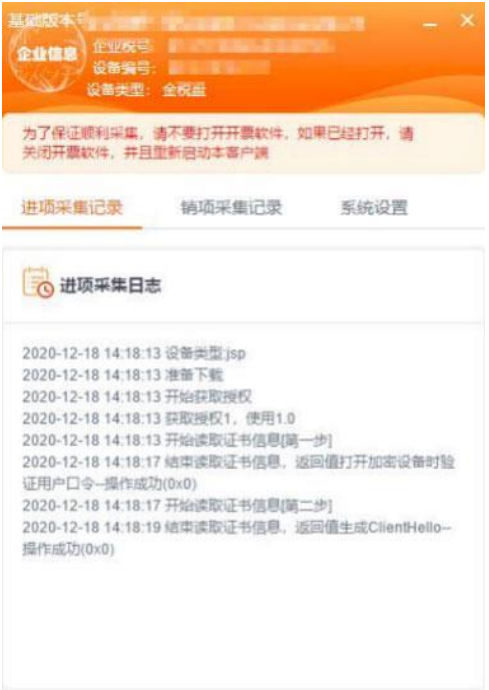 基础版本号
企业信息
企业税号:
设备编号:
设备类型: 金税盘
为了保证顺利采集，请不要打开开票软件，如果已经打开，请
关闭开票软件，并且重新启动本客户端
进项采集记录 销项采集记录 系统设置
进项采集日志
2020-12-18 14:18:13 设备类型:jsp
2020-12-18 14:18:13 准备下载
2020-12-18 14:18:13 开始获取授权
2020-12-18 14:18:13 获取授权1，使用1.0
2020-12-18 14:18:13 开始读取证书信息[第一步]
2020-12-18 14:18:17 结束读取证书信息，返回值打开加密设备时验
证用户口令--操作成功(0x0)
2020-12-18 14:18:17 开始读取证书信息[第二步]
2020-12-18 14:18:19 结束读取证书信息，返回值生成ClientHello--
操作成功(0x0)